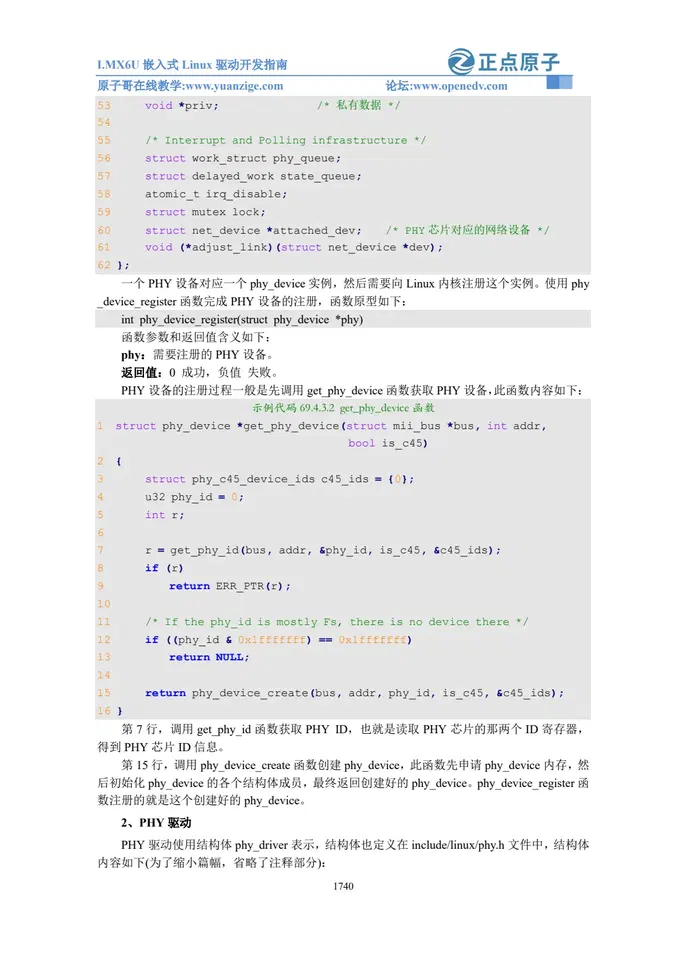 I.MX6U 嵌入式 Linux 驱动开发指南
正点原子
原子哥在线教学:www.yuanzige.com 论坛:www.openedv.com
53 void *priv; /* 私有数据 */
54
55 /* Interrupt and Polling infrastructure */
56 struct work_struct phy_queue;
57 struct delayed_work state_queue;
58 atomic_t irq_disable;
59 struct mutex lock;
60 struct net_device *attached_dev; /* PHY 芯片对应的网络设备 */
61 void (*adjust_link)(struct net_device *dev);
62 };
一个 PHY 设备对应一个 phy_device 实例，然后需要向 Linux 内核注册这个实例。使用 phy
_device_register 函数完成 PHY 设备的注册，函数原型如下：
int phy_device_register(struct phy_device *phy)
函数参数和返回值含义如下：
phy：需要注册的 PHY 设备。
返回值：0 成功，负值 失败。
PHY 设备的注册过程一般是先调用 get_phy_device 函数获取 PHY 设备，此函数内容如下：
示例代码 69.4.3.2 get_phy_device 函数
1 struct phy_device *get_phy_device(struct mii_bus *bus, int addr,
bool is_c45)
2 {
3 struct phy_c45_device_ids c45_ids = {0};
4 u32 phy_id = 0;
5 int r;
6
7 r = get_phy_id(bus, addr, &phy_id, is_c45, &c45_ids);
8 if (r)
9 return ERR_PTR(r);
10
11 /* If the phy_id is mostly Fs, there is no device there */
12 if ((phy_id & 0x1fffffff) == 0x1fffffff)
13 return NULL;
14
15 return phy_device_create(bus, addr, phy_id, is_c45, &c45_ids);
16 }
第 7 行，调用 get_phy_id 函数获取 PHY ID，也就是读取 PHY 芯片的那两个 ID 寄存器，
得到 PHY 芯片 ID 信息。
第 15 行，调用 phy_device_create 函数创建 phy_device，此函数先申请 phy_device 内存，然
后初始化 phy_device 的各个结构体成员，最终返回创建好的 phy_device。phy_device_register 函
数注册的就是这个创建好的 phy_device。
2、PHY 驱动
PHY 驱动使用结构体 phy_driver 表示，结构体也定义在 include/linux/phy.h 文件中，结构体
内容如下(为了缩小篇幅，省略了注释部分)：
1740